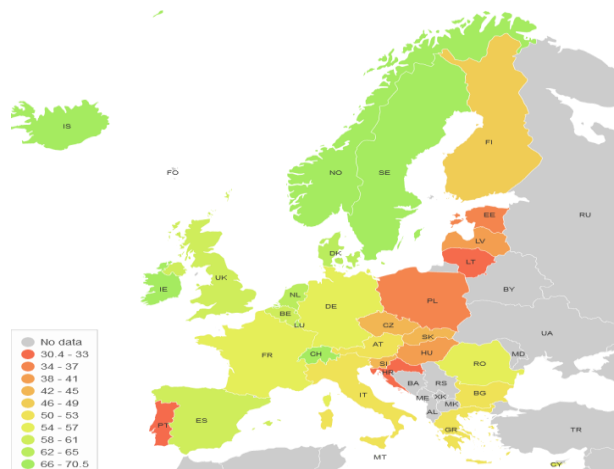 IS
FO
NO
SE
FI
RU
EE
LV
LT
DK
IE
UK
NL
BE
LU
DE
PL
BY
UA
CZ
SK
MD
FR
CH
AT
HU
RO
SI
HR
BA
RS
IT
ME
XK
BG
MK
AL
PT
ES
GR
TR
MT
CY
No data
30.4 - 33
34 - 37
38 - 41
42 - 45
46 - 49
50 - 53
54 - 57
58 - 61
62 - 65
66 - 70.5